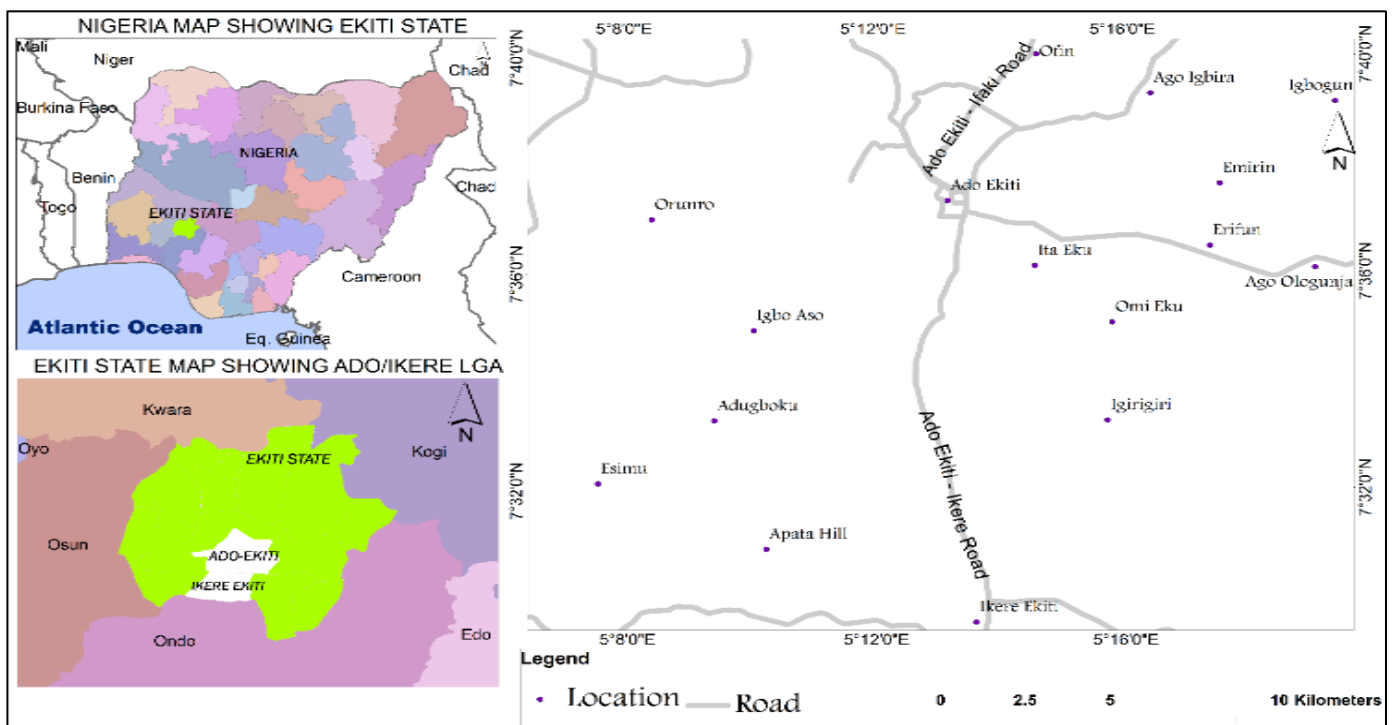 NIGERIA MAP SHOWING EKITI STATE
Mali
Niger
Chad
Burkina Faso
NIGERIA
Benin
Chad
Togo
EKITI STATE
Cameroon
Atlantic Ocean
Eq. Guinea
EKITI STATE MAP SHOWING ADO/IKERE LGA
Kwara
N
Oyo
EKITI STATE
Kogi
Osun
ADO-EKITI
IKERE EKITI
Ondo
Edo
5°8'0"E 5°12'0"E 5°16'0"E
7°40'0"N
7°36'0"N
7°32'0"N
Ofin
Ado Ekiti - Ifaki Road
Ago Igbira
Igbogun
N
Emirin
Ado Ekiti
Orunro
Erifun
Ita Eku
Ago Ologunja
Omi Eku
Igbo Aso
Adugboku
Igirigiri
Ado Ekiti - Ikere Road
Esimu
Apata Hill
Ikere Ekiti
7°40'0"N
7°36'0"N
7°32'0"N
5°8'0"E 5°12'0"E 5°16'0"E
Legend
Location Road
0 2.5 5 10 Kilometers